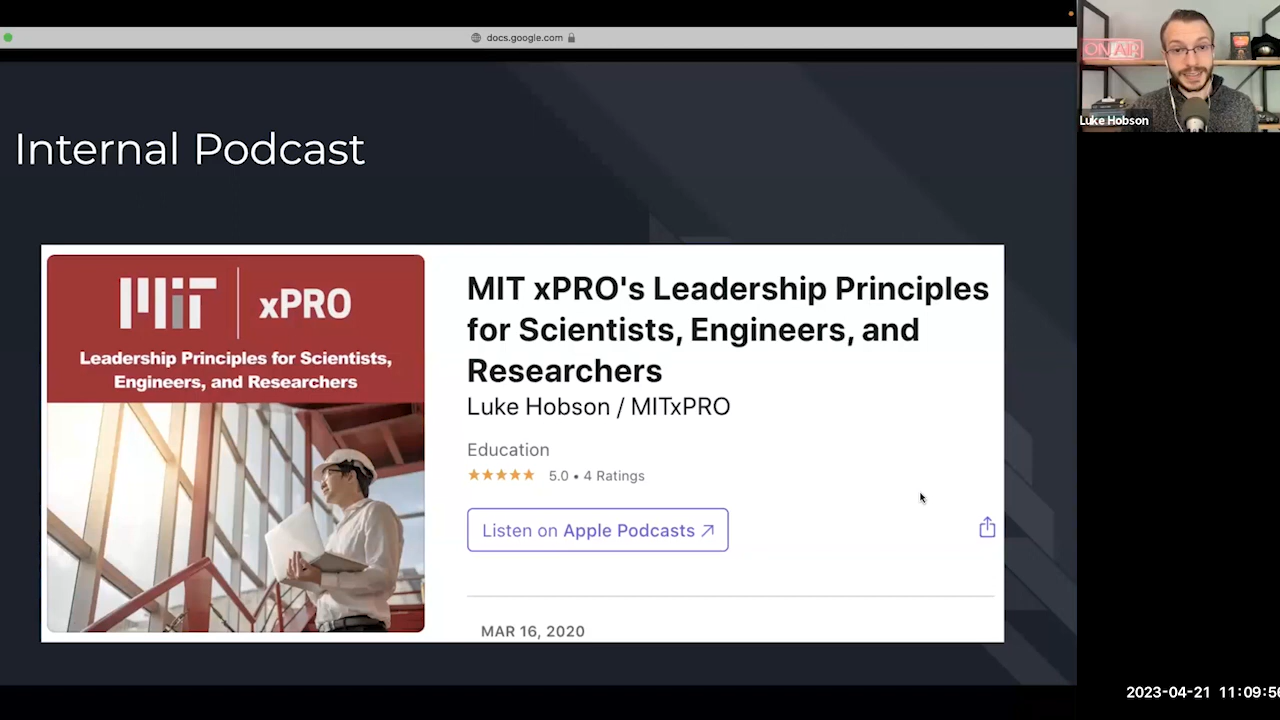 docs.google.com
ON AIR
Luke Hobson
Internal Podcast
MIT xPRO
Leadership Principles for Scientists,
Engineers, and Researchers
MIT xPRO's Leadership Principles
for Scientists, Engineers, and
Researchers
Luke Hobson / MITxPRO
Education
5.0 • 4 Ratings
Listen on Apple Podcasts
MAR 16, 2020
2023-04-21 11:09:56